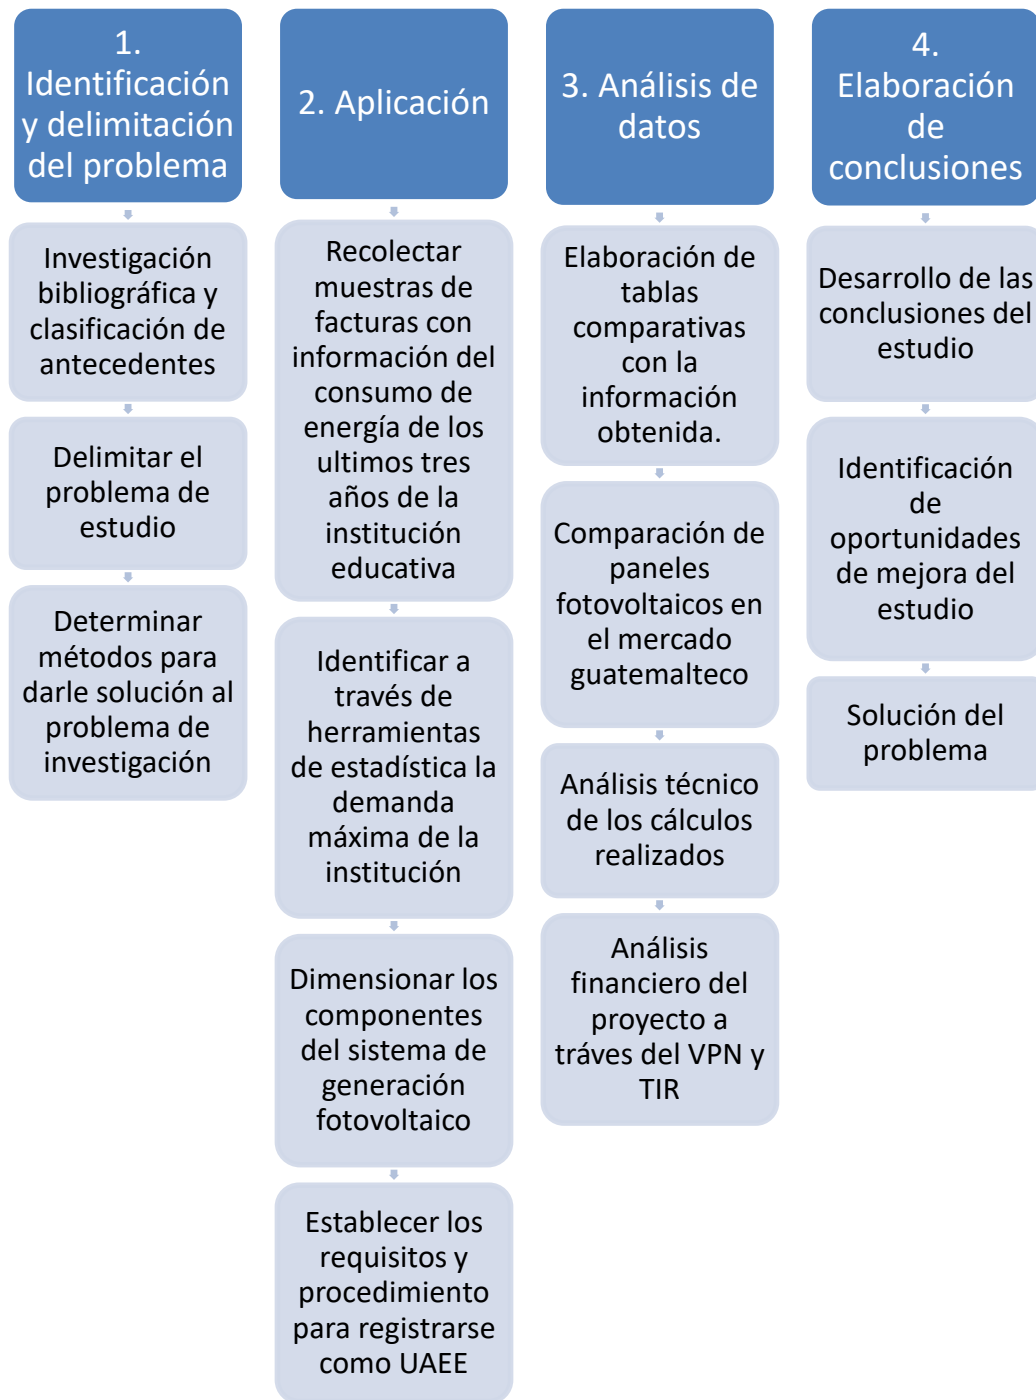 1.
Identificación
y delimitación
del problema
Investigación
bibliográfica y
clasificación de
antecedentes
Delimitar el
problema de
estudio
Determinar
métodos para
darle solución al
problema de
investigación
2. Aplicación
Recolectar
muestras de
facturas con
información del
consumo de
energía de los
ultimos tres
años de la
institución
educativa
Identificar a
través de
herramientas
de estadística la
demanda
máxima de la
institución
Dimensionar los
componentes
del sistema de
generación
fotovoltaico
Establecer los
requisitos y
procedimiento
para registrarse
como UAEE
3. Análisis de
datos
Elaboración de
tablas
comparativas
con la
información
obtenida.
Comparación de
paneles
fotovoltaicos en
el mercado
guatemalteco
Análisis técnico
de los cálculos
realizados
Análisis
financiero del
proyecto a
tráves del VPN y
TIR
4.
Elaboración
de
conclusiones
Desarrollo de las
conclusiones del
estudio
Identificación
de
oportunidades
de mejora del
estudio
Solución del
problema